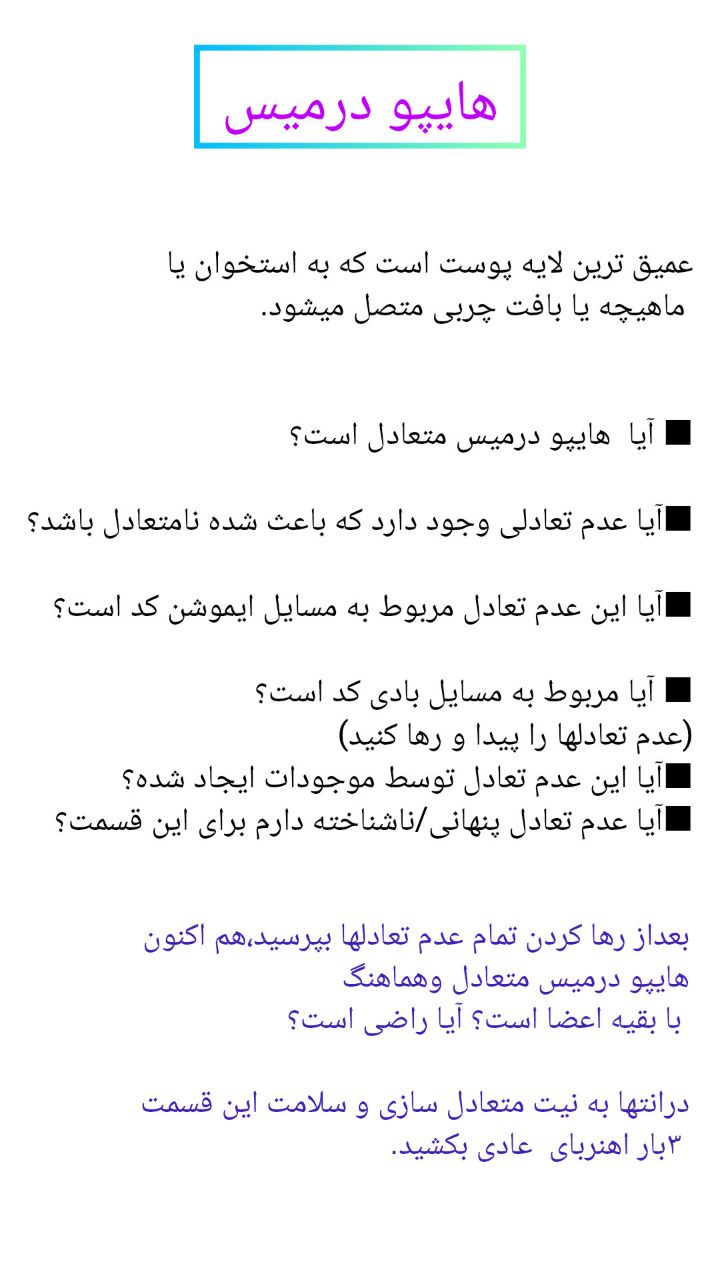 هایپو درمیس
عمیق ترین لایه پوست است که به استخوان یا
ماهیچه یا بافت چربی متصل میشود.
■ آیا هایپو درمیس متعادل است؟
■آیا عدم تعادلی وجود دارد که باعث شده نامتعادل باشد؟
■آیا این عدم تعادل مربوط به مسایل ایموشن کد است؟
■ آیا مربوط به مسایل بادی کد است؟
(عدم تعادلها را پیدا و رها کنید)
■آیا این عدم تعادل توسط موجودات ایجاد شده؟
■آیا عدم تعادل پنهانی/ناشناخته دارم برای این قسمت؟
بعداز رها کردن تمام عدم تعادلها بپرسید،هم اکنون
هایپو درمیس متعادل وهماهنگ
با بقیه اعضا است؟ آیا راضی است؟
درانتها به نیت متعادل سازی و سلامت این قسمت
۳بار اهنربای عادی بکشید.